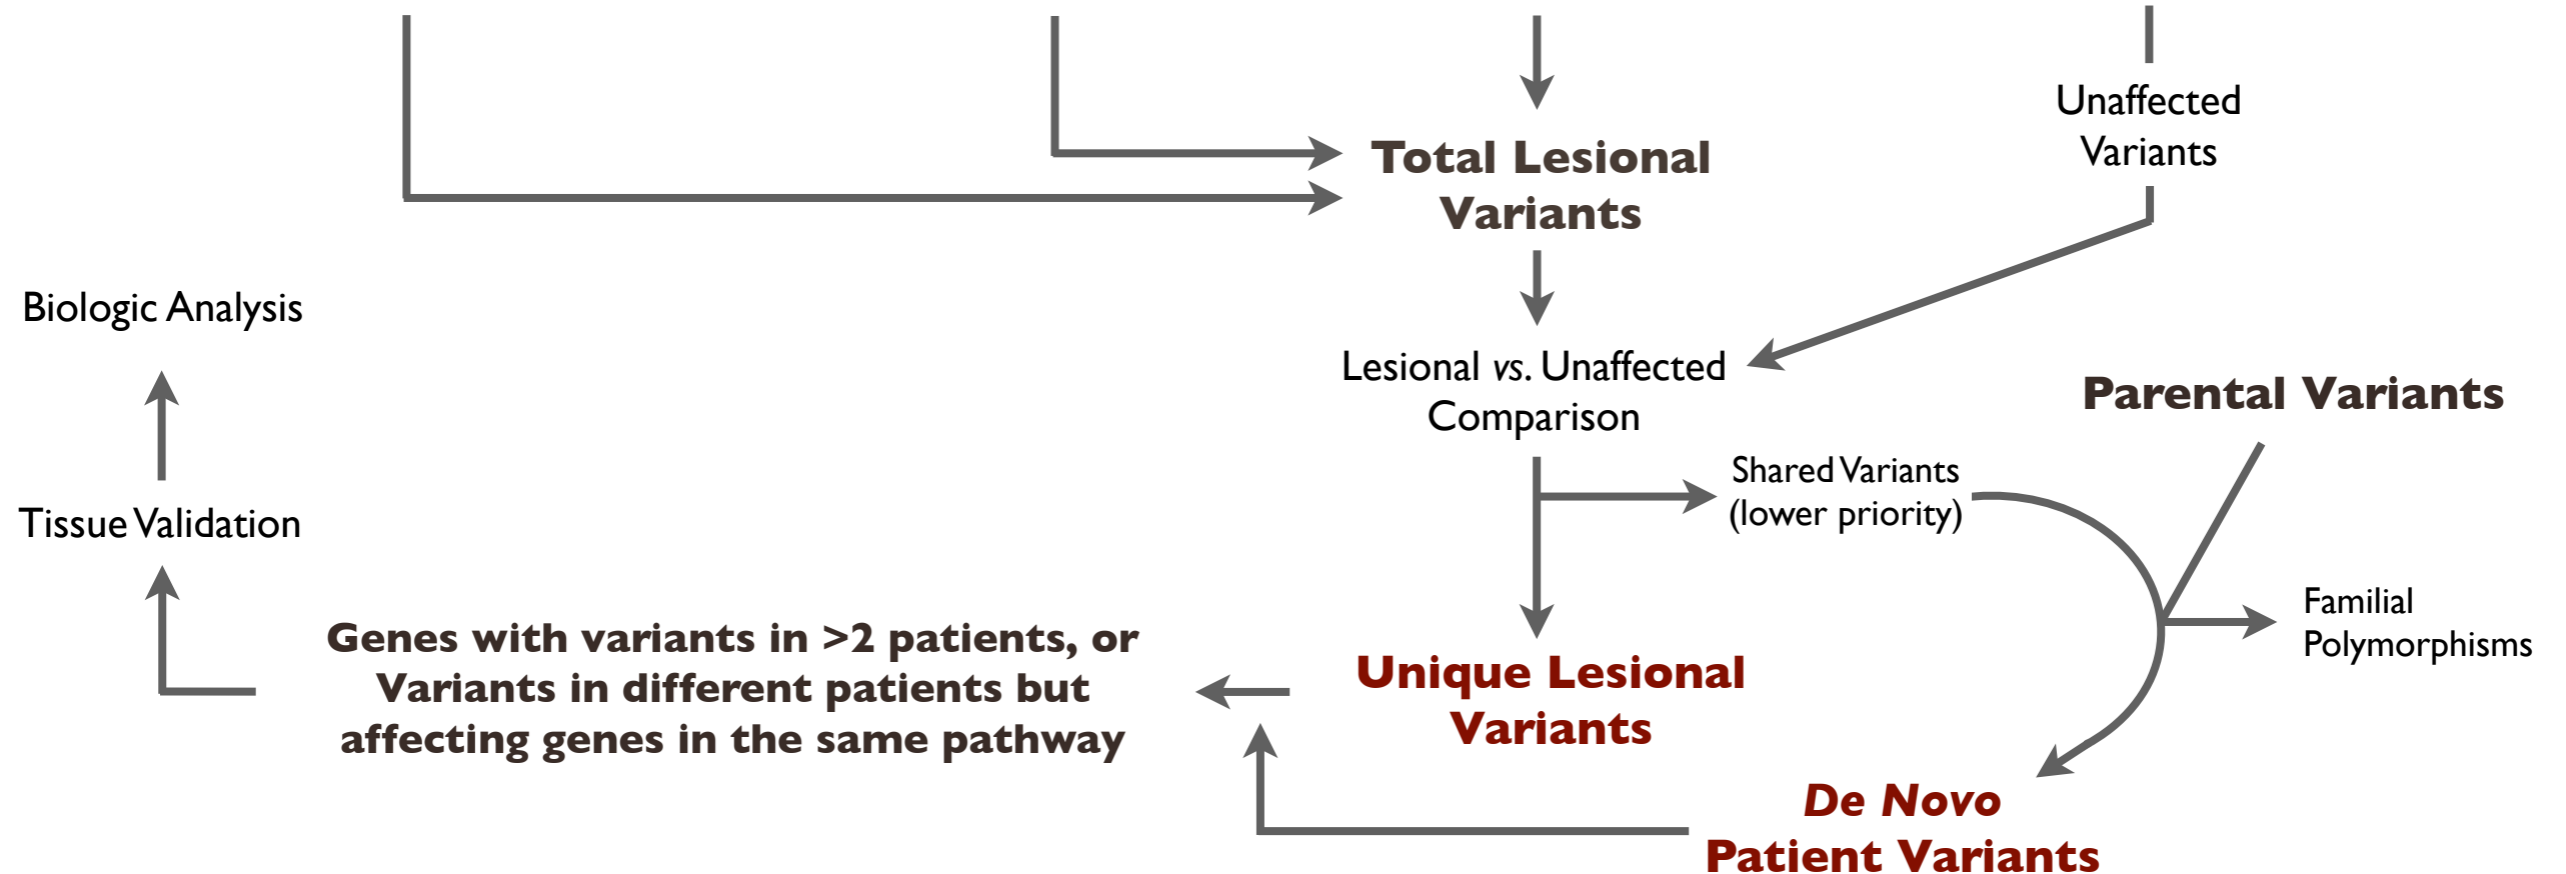 Unaffected
Variants
Total Lesional
Variants
Biologic Analysis
Lesional vs. Unaffected
Comparison
Parental Variants
Shared Variants
(lower priority)
Tissue Validation
Familial
Polymorphisms
Genes with variants in >2 patients, or
Variants in different patients but
affecting genes in the same pathway
Unique Lesional
Variants
De Novo
Patient Variants